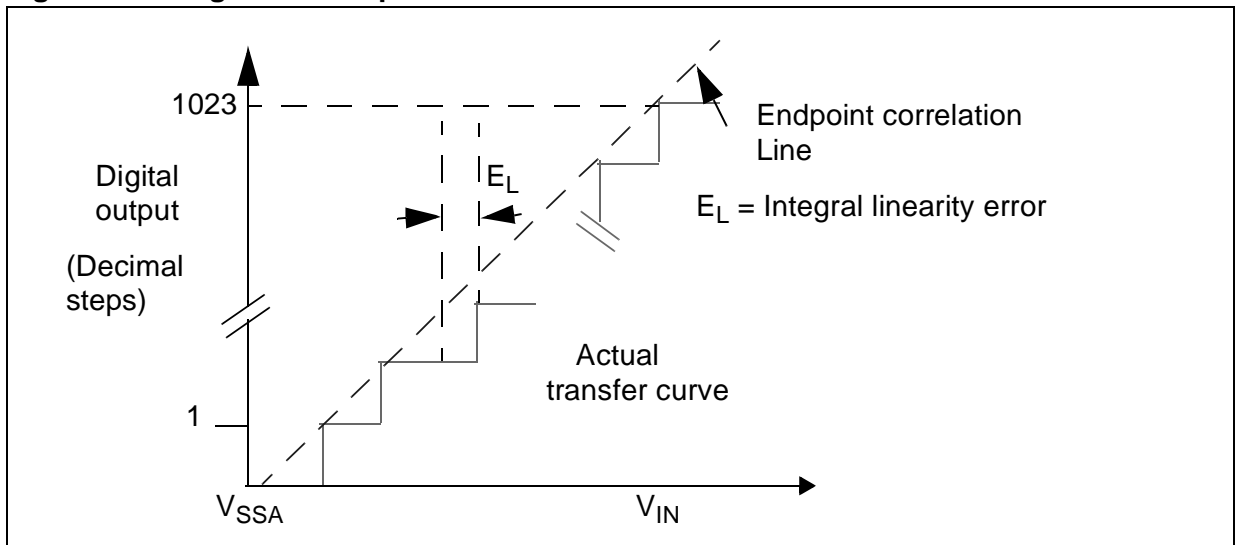 1023
Digital
output
(Decimal
steps)
1
E_L
Endpoint correlation
Line
E_L = Integral linearity error
Actual
transfer curve
V_SSA
V_IN